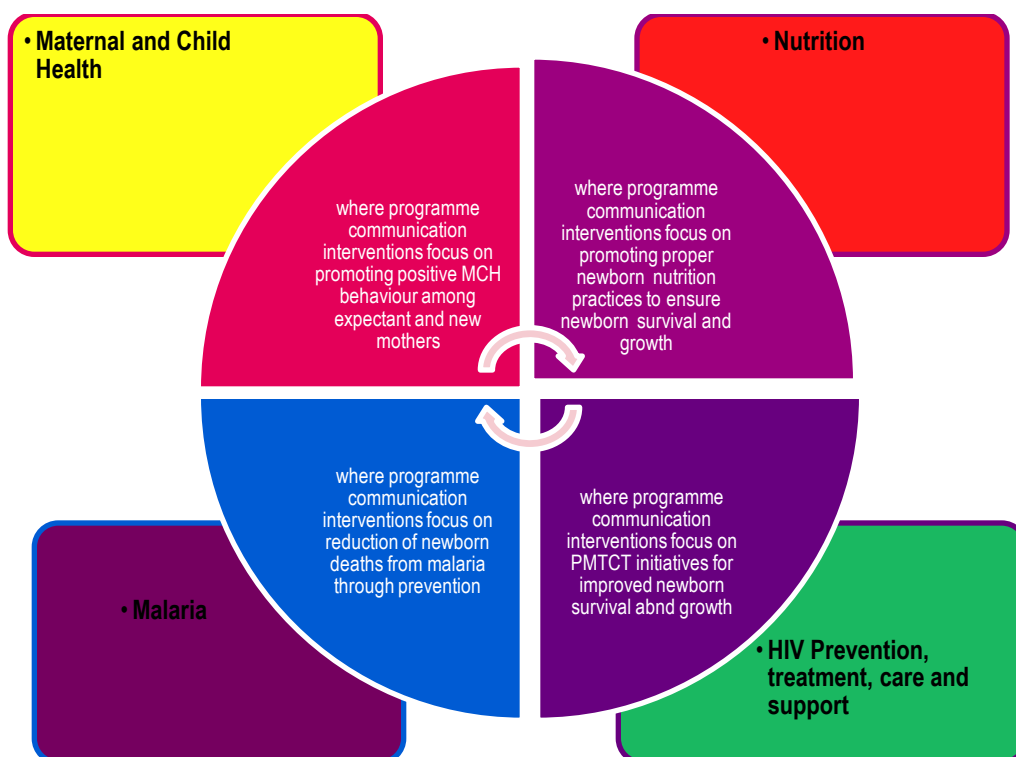 • Maternal and Child
Health
• Nutrition
where programme
communication
interventions focus on
promoting positive MCH
behaviour among
expectant and new
mothers
where programme
communication
interventions focus on
promoting proper
newborn nutrition
practices to ensure
newborn survival and
growth
where programme
communication
interventions focus on
reduction of newborn
deaths from malaria
through prevention
where programme
communication
interventions focus on
PMTCT initiatives for
improved newborn
survival abnd growth
• Malaria
• HIV Prevention,
treatment, care and
support